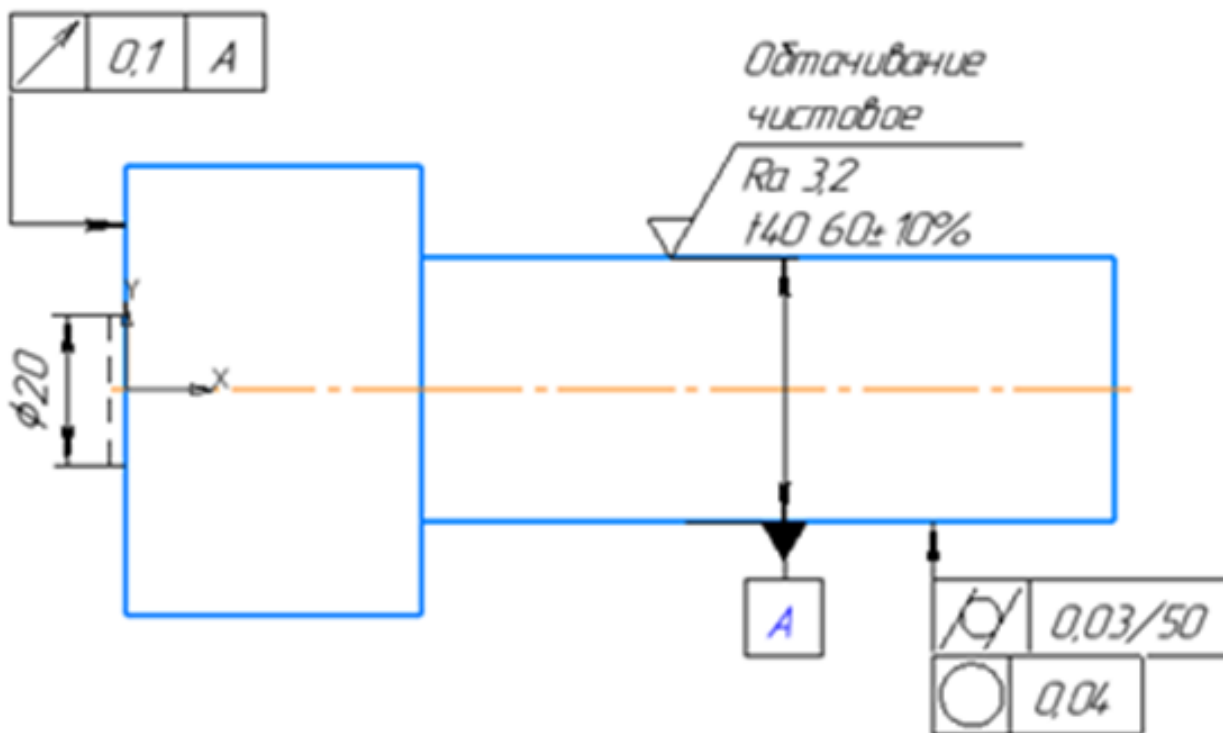 0,1 А
Обтачивание
чистовое
Ra 3,2
t40 60±10%
Y
X
ϕ20
А
0,03/50
0,04